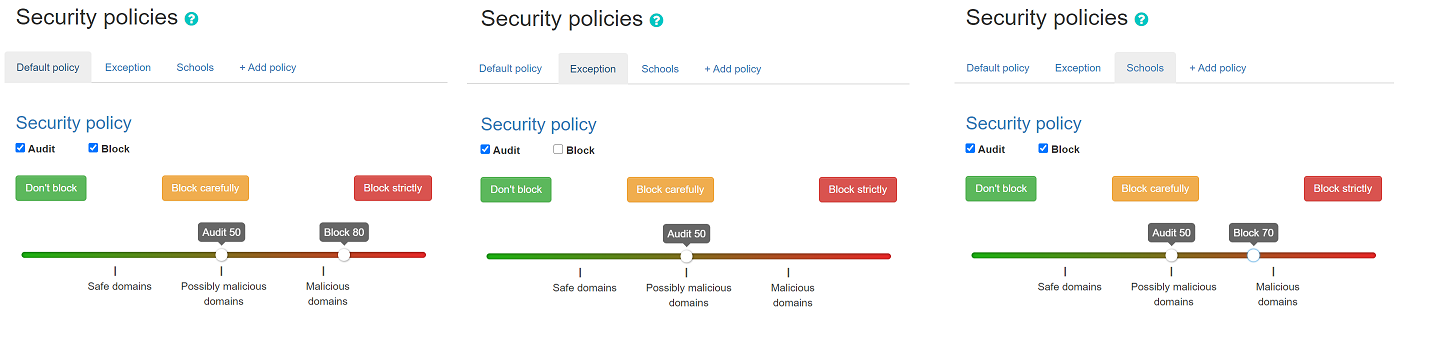 Security policies ?
Default policy Exception Schools + Add policy
Security policy
Audit Block
Don't block Block carefully Block strictly
Audit 50 Block 80
Safe domains Possibly malicious domains Malicious domains
Security policies ?
Default policy Exception Schools + Add policy
Security policy
Audit Block
Don't block Block carefully Block strictly
Audit 50
Safe domains Possibly malicious domains Malicious domains
Security policies ?
Default policy Exception Schools + Add policy
Security policy
Audit Block
Don't block Block carefully Block strictly
Audit 50 Block 70
Safe domains Possibly malicious domains Malicious domains